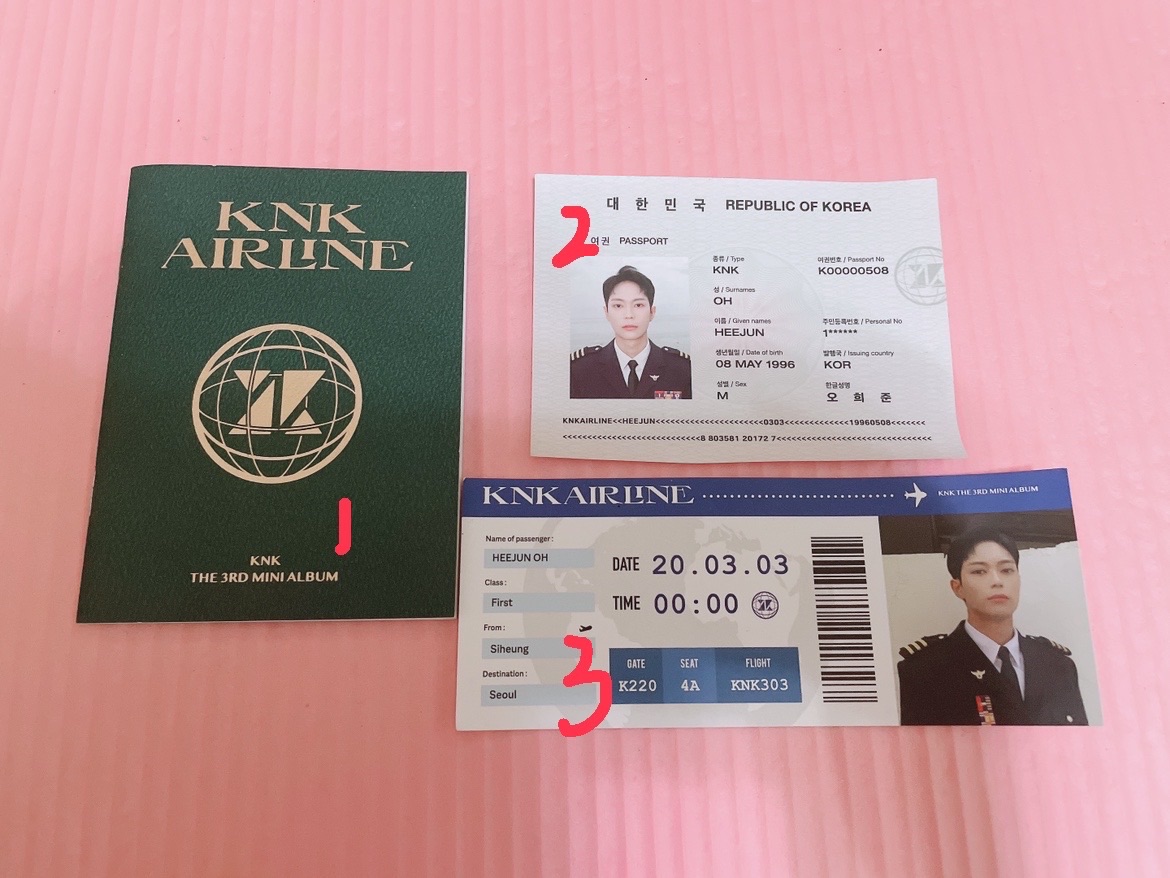 KNK
AIRLINE
KNK
THE 3RD MINI ALBUM
1
대 한 민 국 REPUBLIC OF KOREA
2
여권 PASSPORT
종류 / Type
KNK
여권번호 / Passport No
K00000508
성 / Surnames
OH
이름 / Given names
HEEJUN
주민등록번호 / Personal No
1******
생년월일 / Date of birth
08 MAY 1996
발행국 / Issuing country
KOR
성별 / Sex
M
한글성명
오 희 준
KNKAIRLINE<<HEEJUN<<<<<<<<<<<<<<<<<<<<<<<0303<<<<<<<<<<<<<19960508<<<<<<<
<<<<<<<<<<<<<<<<<<<<<<<<<<<<8 803581 20172 7<<<<<<<<<<<<<<<<<<<<<<<<<<<<
KNK AIRLINE KNK THE 3RD MINI ALBUM
Name of passenger :
HEEJUN OH
Class :
First
From :
Siheung
Destination :
Seoul
3
DATE 20.03.03
TIME 00:00
GATE SEAT FLIGHT
K220 4A KNK303